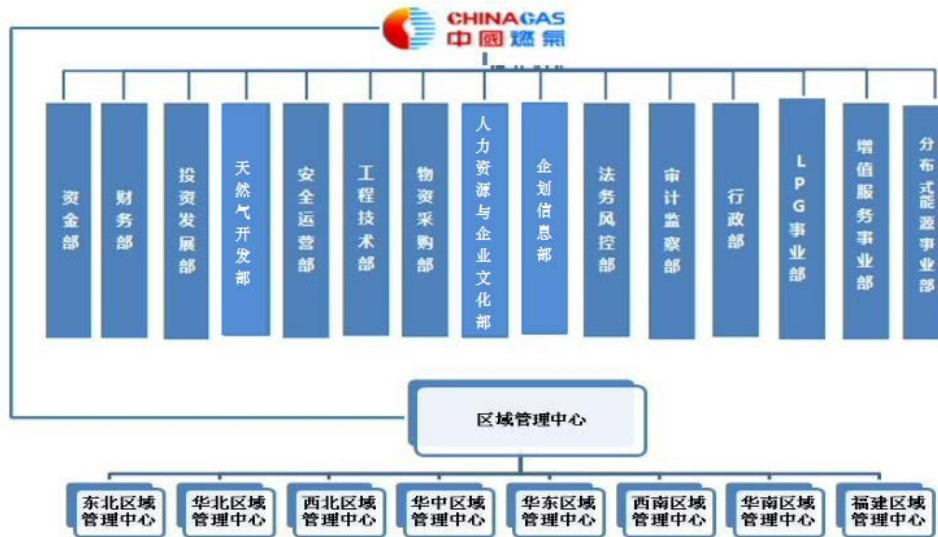 CHINAGAS
中國燃氣
资金部
财务部
投资发展部
天然气开发部
安全运营部
工程技术部
物资采购部
人力资源与企业文化部
企划信息部
法务风控部
审计监察部
行政部
LPG事业部
增值服务事业部
分布式能源事业部
区域管理中心
东北区域
管理中心
华北区域
管理中心
西北区域
管理中心
华中区域
管理中心
华东区域
管理中心
西南区域
管理中心
华南区域
管理中心
福建区域
管理中心